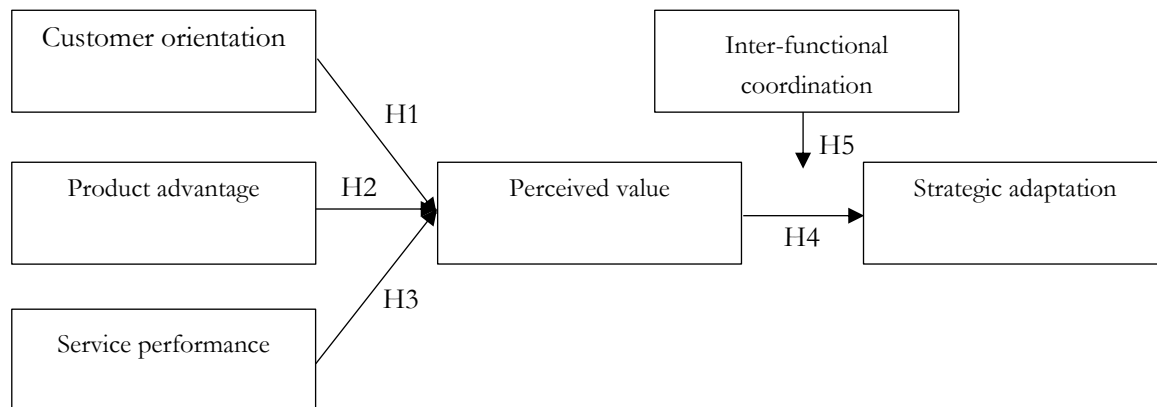 Customer orientation
Inter-functional
coordination
H1
H5
Product advantage
H2
Perceived value
Strategic adaptation
H4
H3
Service performance